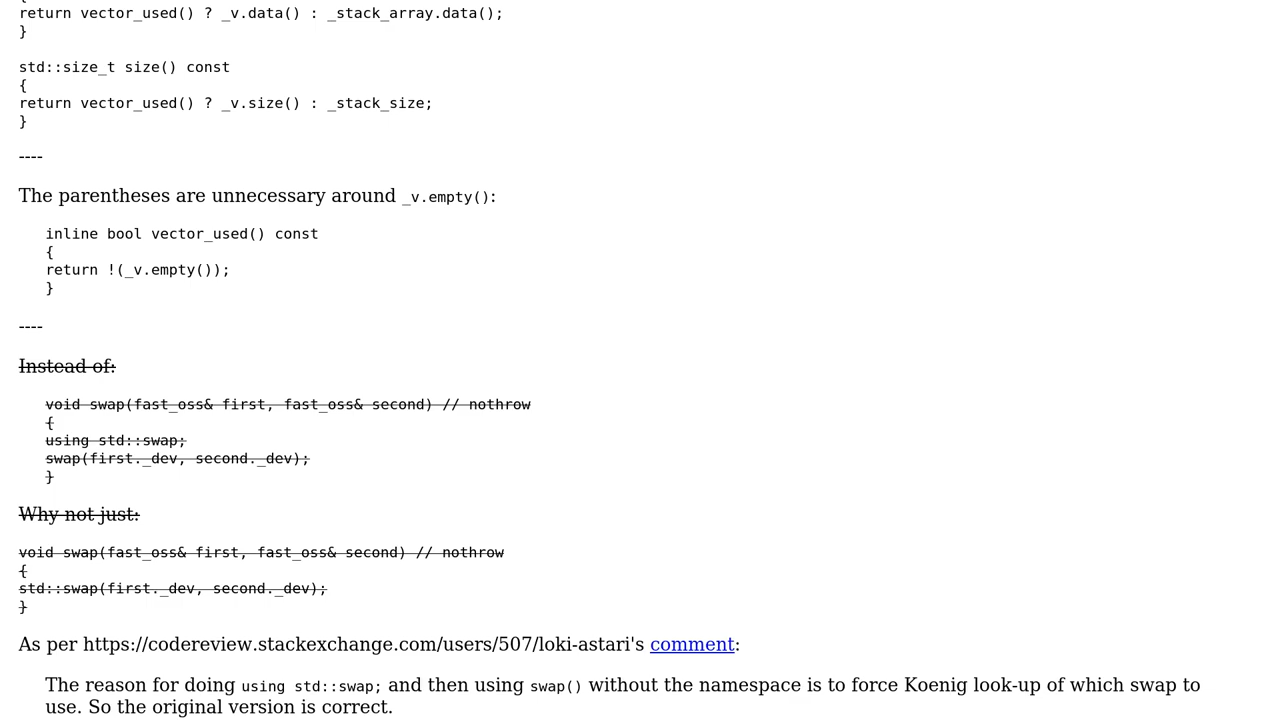 {
return vector_used() ? _v.data() : _stack_array.data();
}
std::size_t size() const
{
return vector_used() ? _v.size() : _stack_size;
}
----
The parentheses are unnecessary around _v.empty():
inline bool vector_used() const
{
return !(_v.empty());
}
----
Instead of:
void swap(fast_oss& first, fast_oss& second) // nothrow
{
using std::swap;
swap(first._dev, second._dev);
}
Why not just:
void swap(fast_oss& first, fast_oss& second) // nothrow
{
std::swap(first._dev, second._dev);
}
As per https://codereview.stackexchange.com/users/507/loki-astari's comment:
The reason for doing using std::swap; and then using swap() without the namespace is to force Koenig look-up of which swap to
use. So the original version is correct.